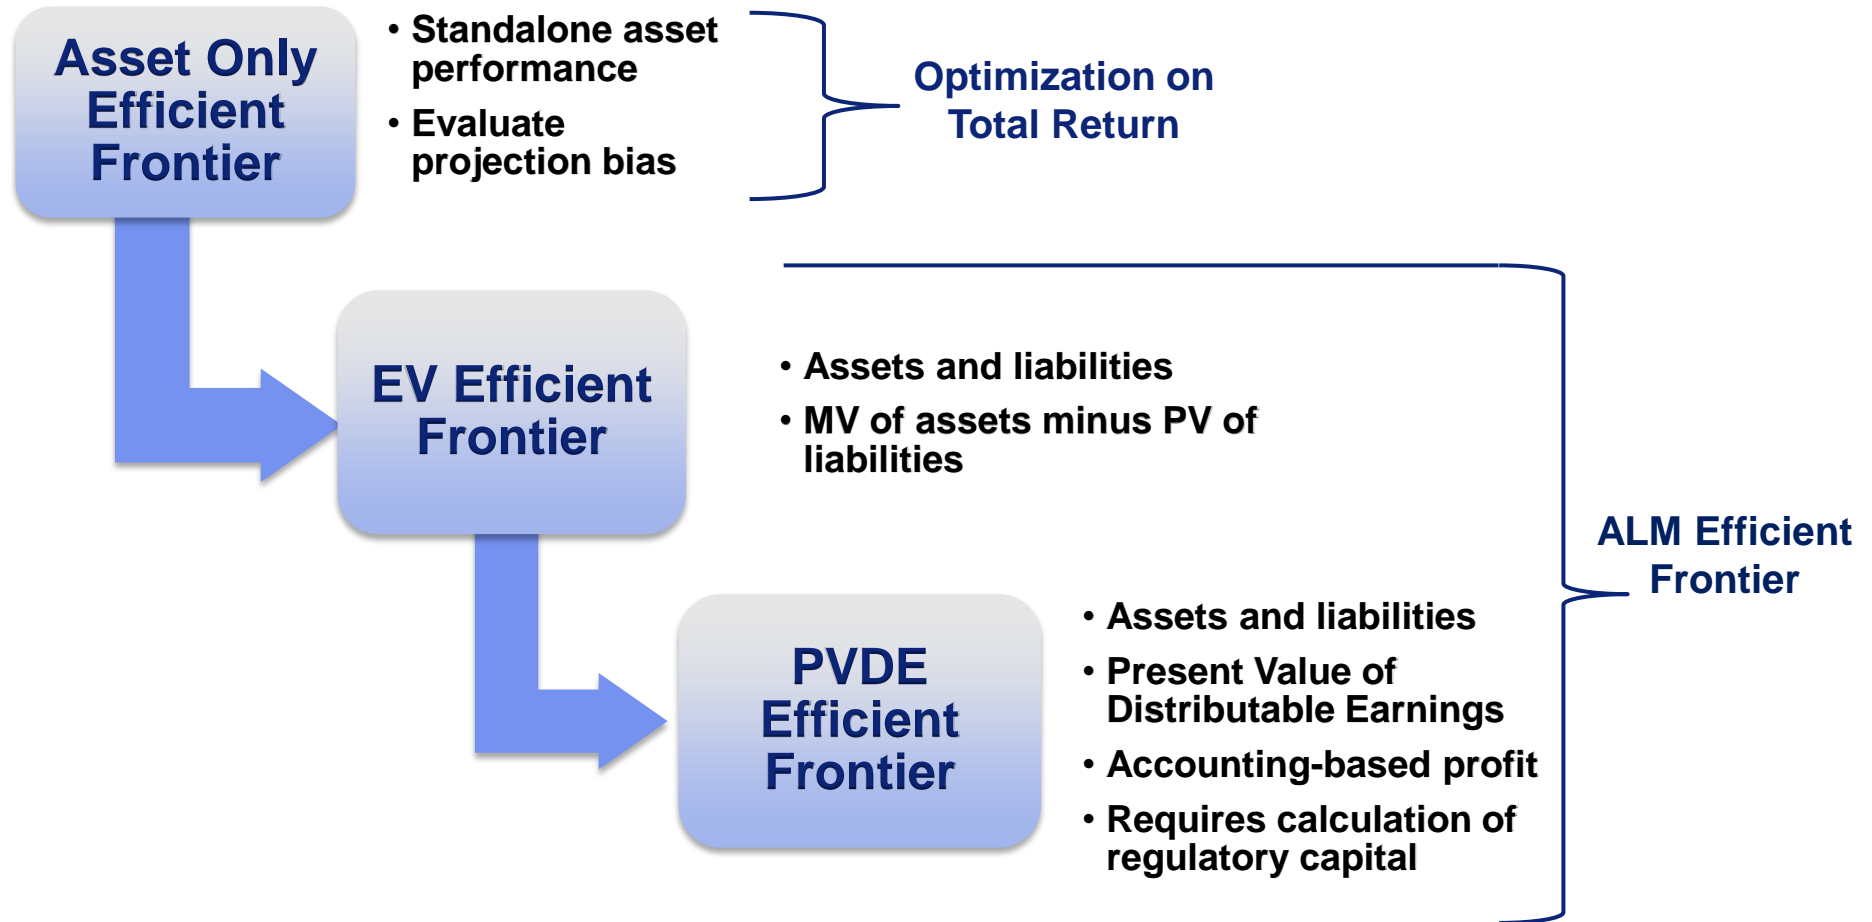 Asset Only
Efficient
Frontier
• Standalone asset
performance
• Evaluate
projection bias
Optimization on
Total Return
EV Efficient
Frontier
• Assets and liabilities
• MV of assets minus PV of
liabilities
PVDE
Efficient
Frontier
• Assets and liabilities
• Present Value of
Distributable Earnings
• Accounting-based profit
• Requires calculation of
regulatory capital
ALM Efficient
Frontier